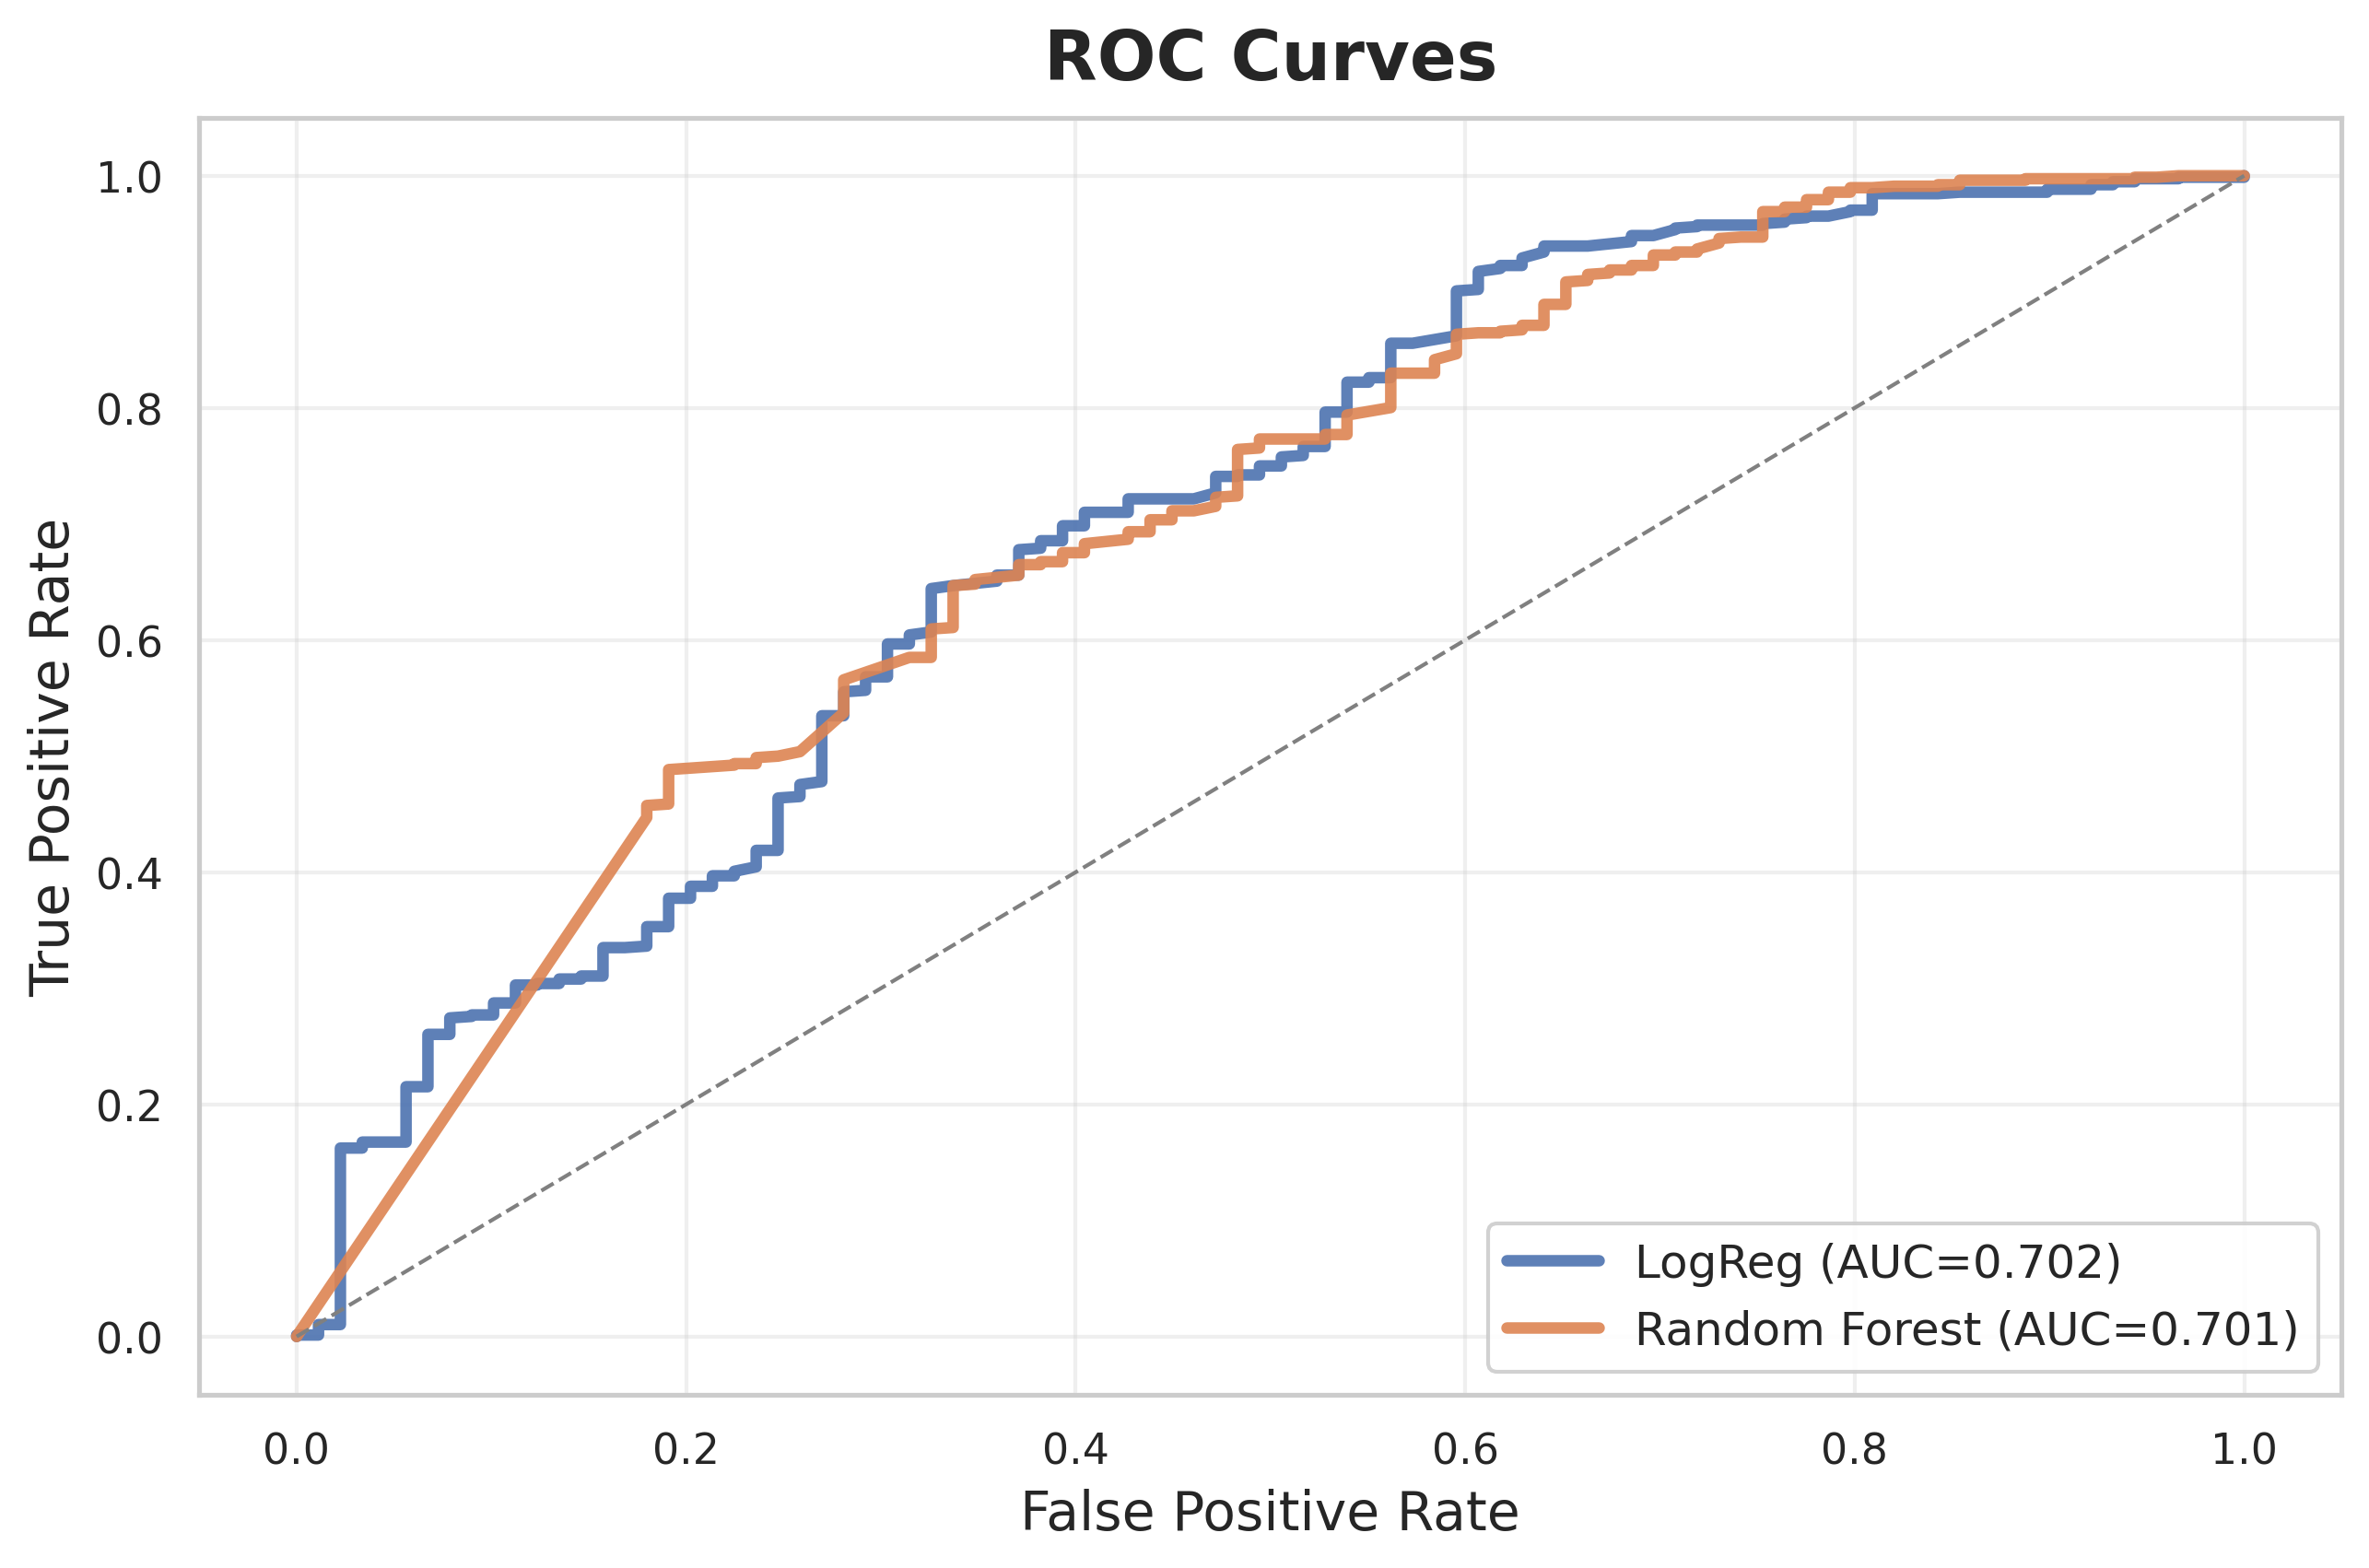 ROC Curves
True Positive Rate
1.0
0.8
0.6
0.4
0.2
0.0
0.0 0.2 0.4 0.6 0.8 1.0
False Positive Rate
LogReg (AUC=0.702)
Random Forest (AUC=0.701)